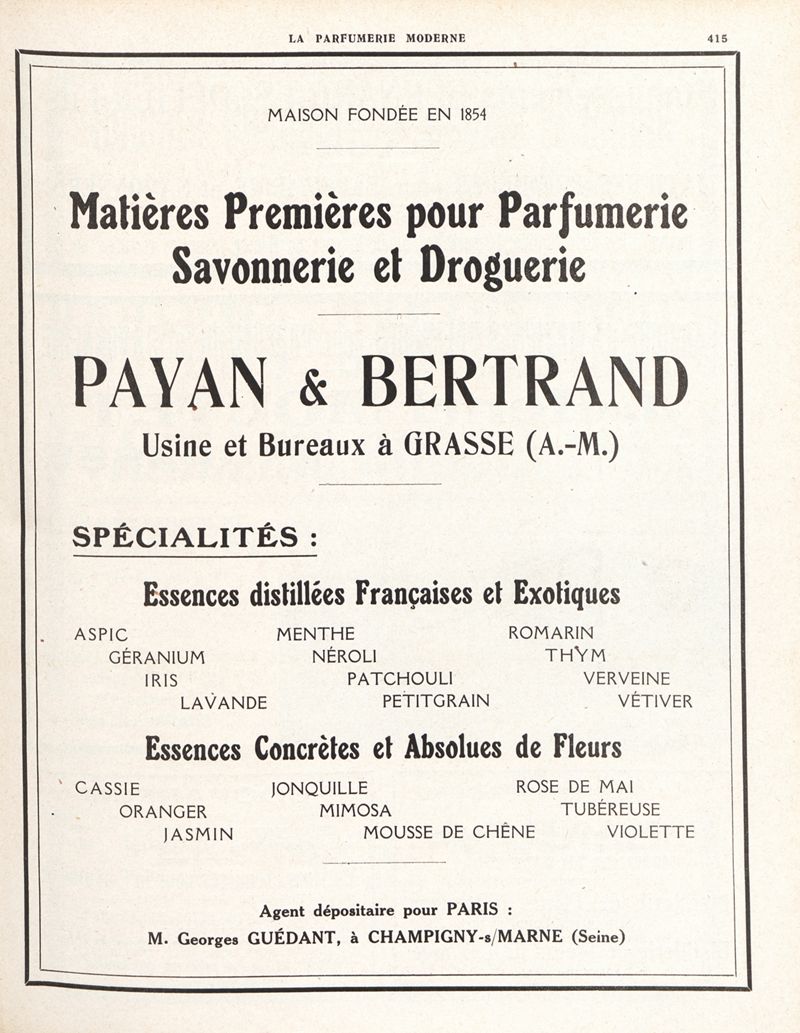 LA PARFUMERIE MODERNE 415
MAISON FONDÉE EN 1854
Matières Premières pour Parfumerie
Savonnerie et Droguerie
PAYAN & BERTRAND
Usine et Bureaux à GRASSE (A.-M.)
SPÉCIALITÉS :
Essences distillées Françaises et Exotiques
ASPIC MENTHE ROMARIN
GÉRANIUM NÉROLI THYM
IRIS PATCHOULI VERVEINE
LAVANDE PETITGRAIN VÉTIVER
Essences Concrètes et Absolues de Fleurs
CASSIE JONQUILLE ROSE DE MAI
ORANGER MIMOSA TUBÉREUSE
JASMIN MOUSSE DE CHÊNE VIOLETTE
Agent dépositaire pour PARIS :
M. Georges GUÉDANT, à CHAMPIGNY-s/MARNE (Seine)